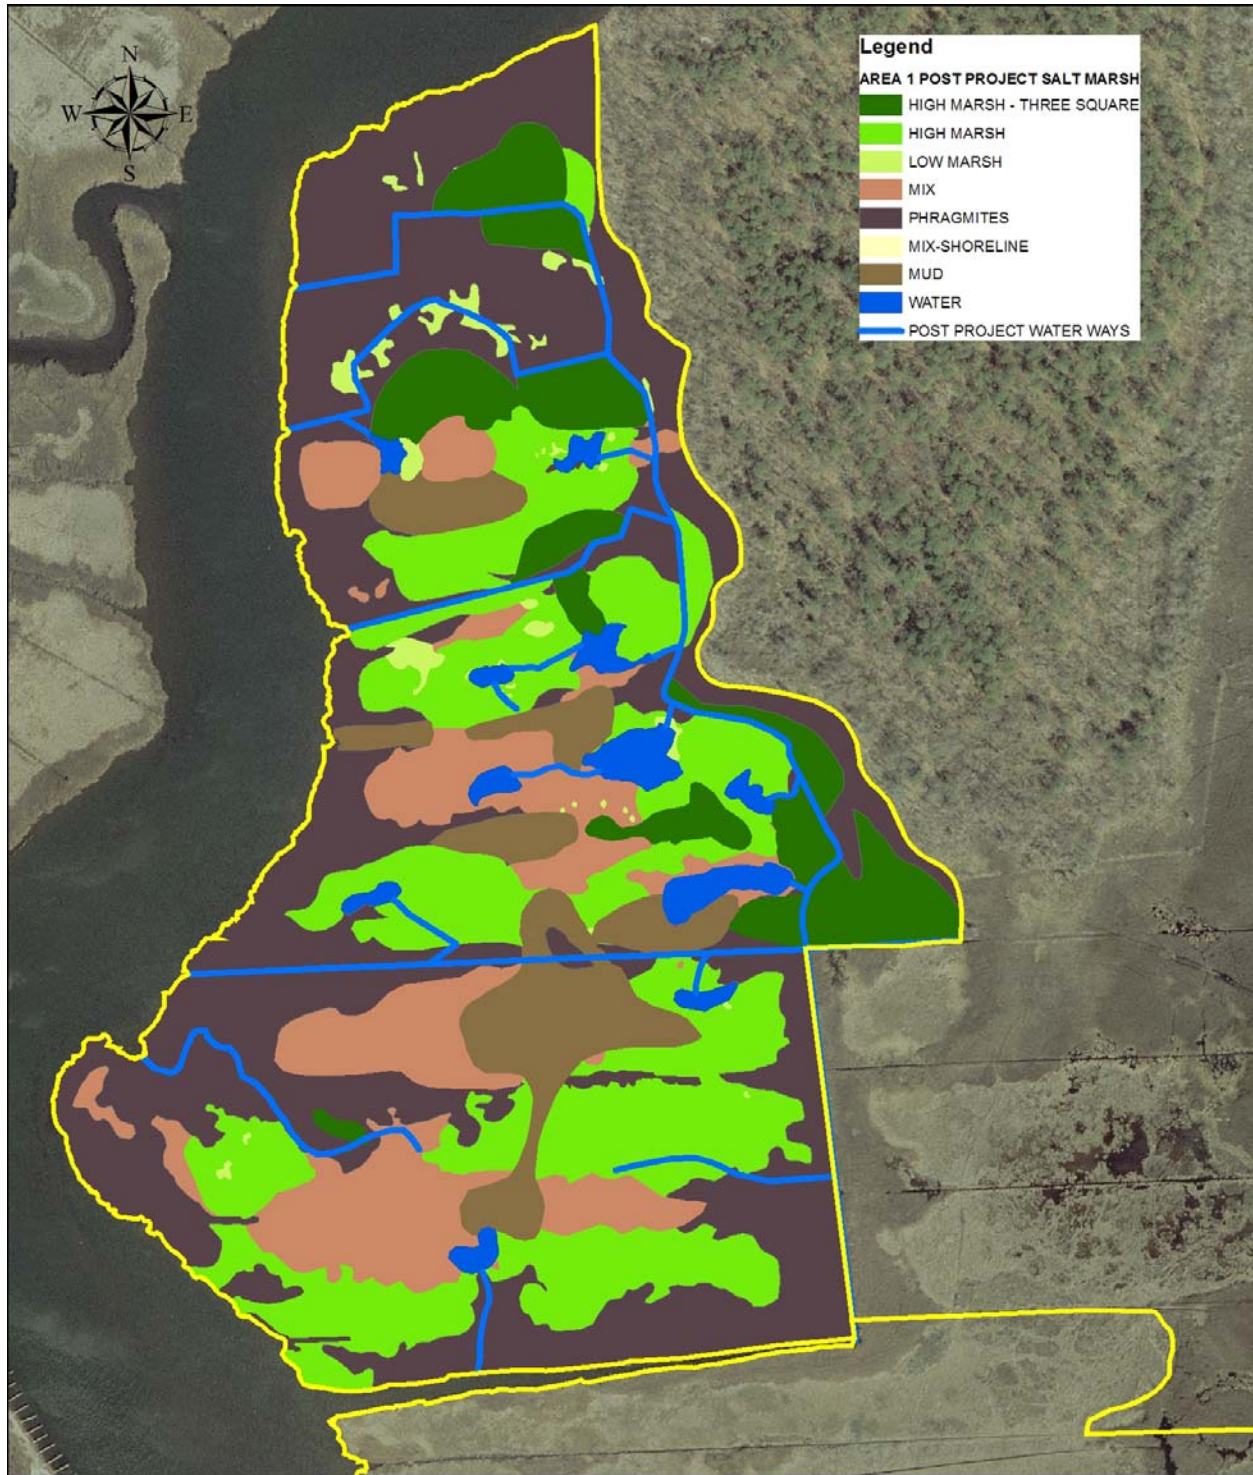 N
W
E
S
Legend
AREA 1 POST PROJECT SALT MARSH
HIGH MARSH - THREE SQUARE
HIGH MARSH
LOW MARSH
MIX
PHRAGMITES
MIX-SHORELINE
MUD
WATER
POST PROJECT WATER WAYS